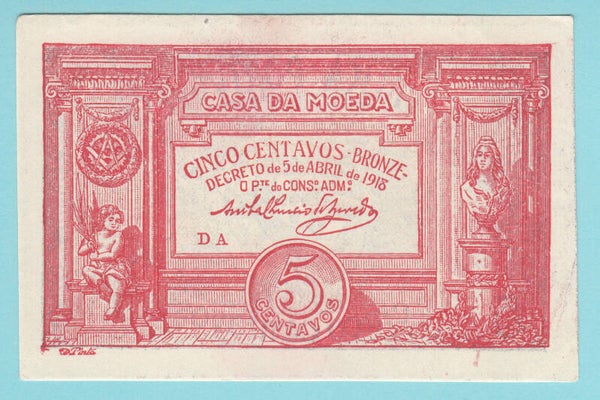 CASA DA MOEDA
CINCO CENTAVOS - BRONZE -
DECRETO de 5 de ABRIL de 1918
O P.TE do CONS.O ADM.O
DA
5
CENTAVOS